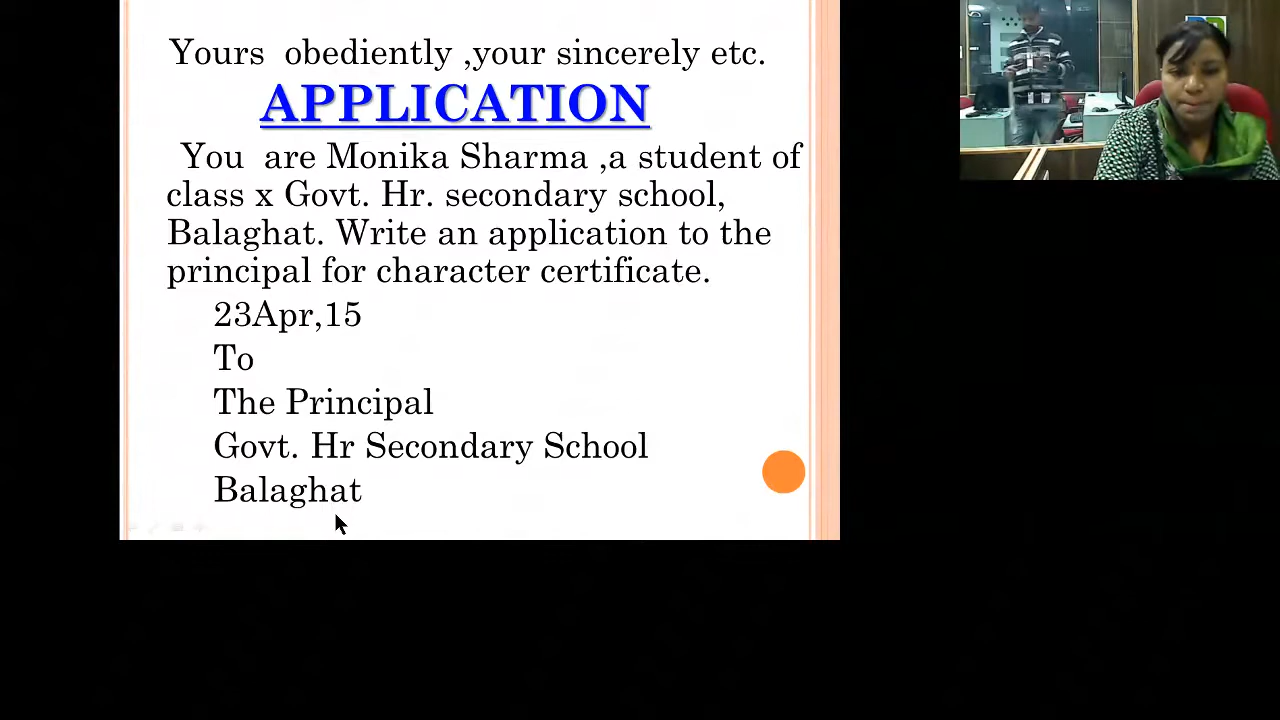 Yours obediently ,your sincerely etc.
APPLICATION
You are Monika Sharma ,a student of
class x Govt. Hr. secondary school,
Balaghat. Write an application to the
principal for character certificate.
23Apr,15
To
The Principal
Govt. Hr Secondary School
Balaghat